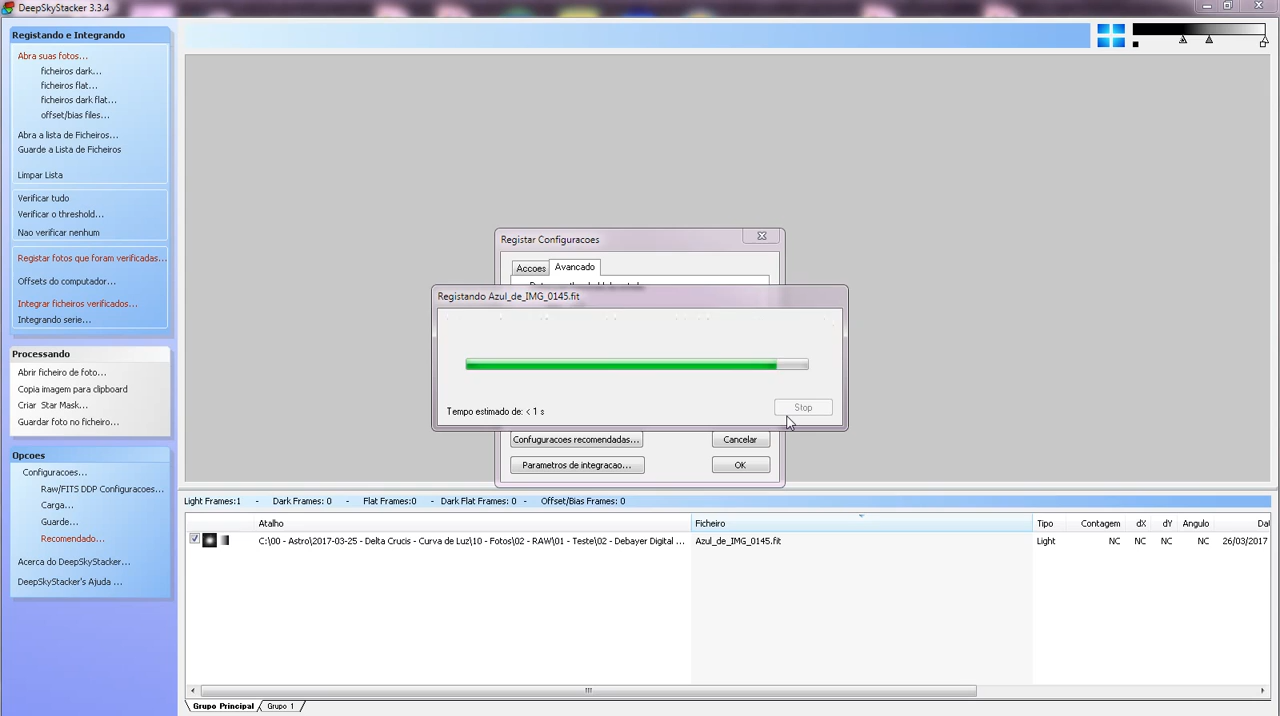 DeepSkyStacker 3.3.4
Registando e Integrando
Abra suas fotos...
ficheiros dark...
ficheiros flat...
ficheiros dark flat...
offset/bias files...
Abra a lista de Ficheiros...
Guarde a Lista de Ficheiros
Limpar Lista
Verificar tudo
Verificar o threshold...
Nao verificar nenhum
Registar fotos que foram verificadas...
Offsets do computador...
Integrar ficheiros verificados...
Integrando serie...
Processando
Abrir ficheiro de foto...
Copia imagem para clipboard
Criar Star Mask...
Guardar foto no ficheiro...
Opcoes
Configuracoes...
Raw/FITS DDP Configuracoes...
Carga...
Guarde...
Recomendado...
Acerca do DeepSkyStacker...
DeepSkyStacker's Ajuda ...
Registar Configuracoes
Accoes Avancado
Registando Azul_de_IMG_0145.fit
Tempo estimado de: < 1 s
Stop
Confuguracoes recomendadas...
Cancelar
Parametros de integracao...
OK
Light Frames:1 - Dark Frames: 0 - Flat Frames:0 - Dark Flat Frames: 0 - Offset/Bias Frames: 0
Atalho Ficheiro Tipo Contagem dX dY Angulo
C:\00 - Astro\2017-03-25 - Delta Crucis - Curva de Luz\10 - Fotos\02 - RAW\01 - Teste\02 - Debayer Digital ... Azul_de_IMG_0145.fit Light NC NC NC NC 26/03/2017
Grupo Principal Grupo 1